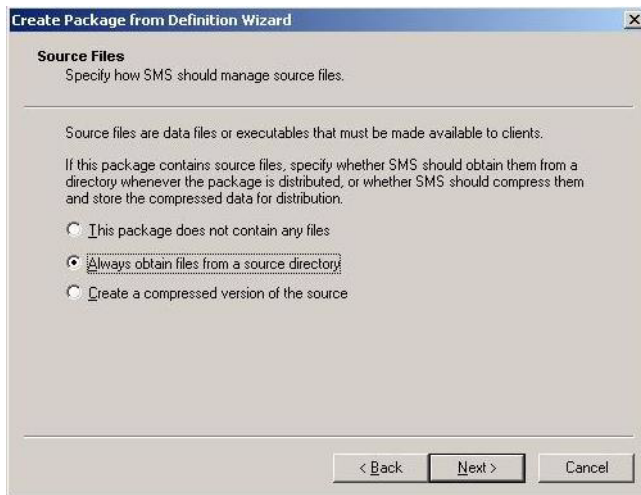 Create Package from Definition Wizard
Source Files
Specify how SMS should manage source files.
Source files are data files or executables that must be made available to clients.
If this package contains source files, specify whether SMS should obtain them from a
directory whenever the package is distributed, or whether SMS should compress them
and store the compressed data for distribution.
This package does not contain any files
Always obtain files from a source directory
Create a compressed version of the source
< Back Next > Cancel